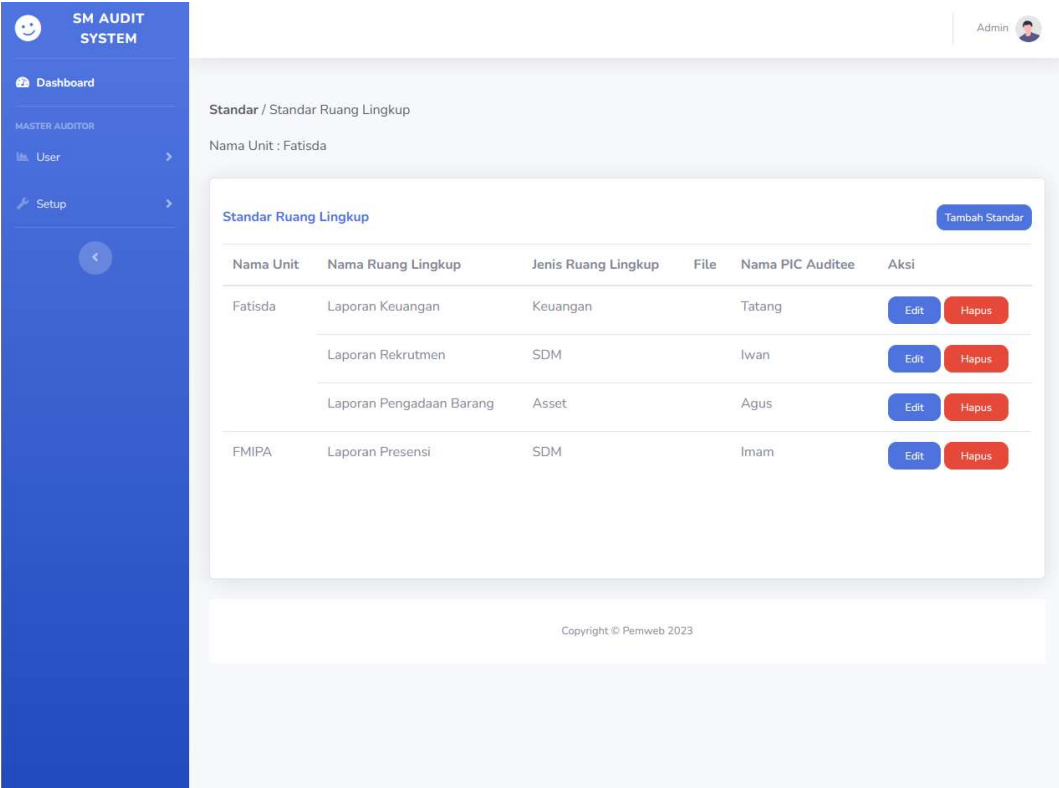 SM AUDIT
SYSTEM
Admin
Dashboard
MASTER AUDITOR
User
Setup
Standar / Standar Ruang Lingkup
Nama Unit : Fatisda
Standar Ruang Lingkup
Tambah Standar
Nama Unit Nama Ruang Lingkup Jenis Ruang Lingkup File Nama PIC Auditee Aksi
Fatisda Laporan Keuangan Keuangan Tatang Edit Hapus
Laporan Rekrutmen SDM Iwan Edit Hapus
Laporan Pengadaan Barang Asset Agus Edit Hapus
FMIPA Laporan Presensi SDM Imam Edit Hapus
Copyright © Pemweb 2023